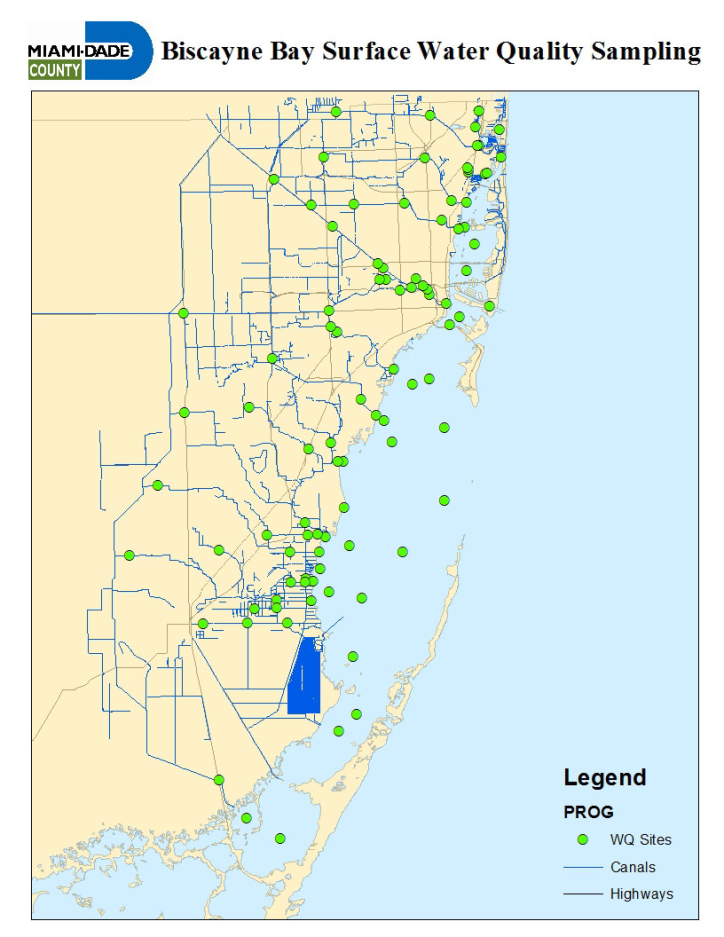 MIAMI-DADE
COUNTY
Biscayne Bay Surface Water Quality Sampling
Legend
PROG
WQ Sites
Canals
Highways